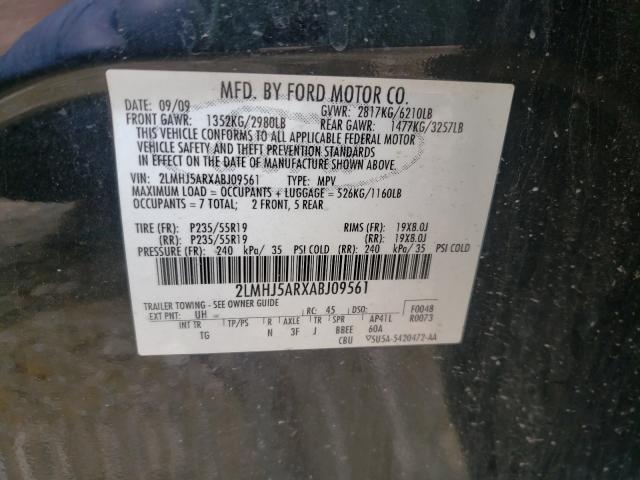 MFD. BY FORD MOTOR CO.
DATE: 09/09 GVWR: 2817KG/6210LB
FRONT GAWR: 1352KG/2980LB REAR GAWR: 1477KG/3257LB
THIS VEHICLE CONFORMS TO ALL APPLICABLE FEDERAL MOTOR
VEHICLE SAFETY AND THEFT PREVENTION STANDARDS
IN EFFECT ON THE DATE OF MANUFACTURE SHOWN ABOVE.
VIN: 2LMHJ5ARXABJ09561 TYPE: MPV
MAXIMUM LOAD = OCCUPANTS + LUGGAGE = 526KG/1160LB
OCCUPANTS = 7 TOTAL; 2 FRONT, 5 REAR
TIRE (FR): P235/55R19 RIMS (FR): 19X8.0J
(RR): P235/55R19 (RR): 19X8.0J
PRESSURE (FR): 240 kPa/ 35 PSI COLD (RR): 240 kPa/ 35 PSI COLD
2LMHJ5ARXABJ09561
TRAILER TOWING - SEE OWNER GUIDE
EXT PNT: UH RC: 45 DSO: F0048
INT TR TP/PS R AXLE TR SPR AP41L R0073
TG N 3F J BBEE 60A
CBU 5U5A-5420472-AA